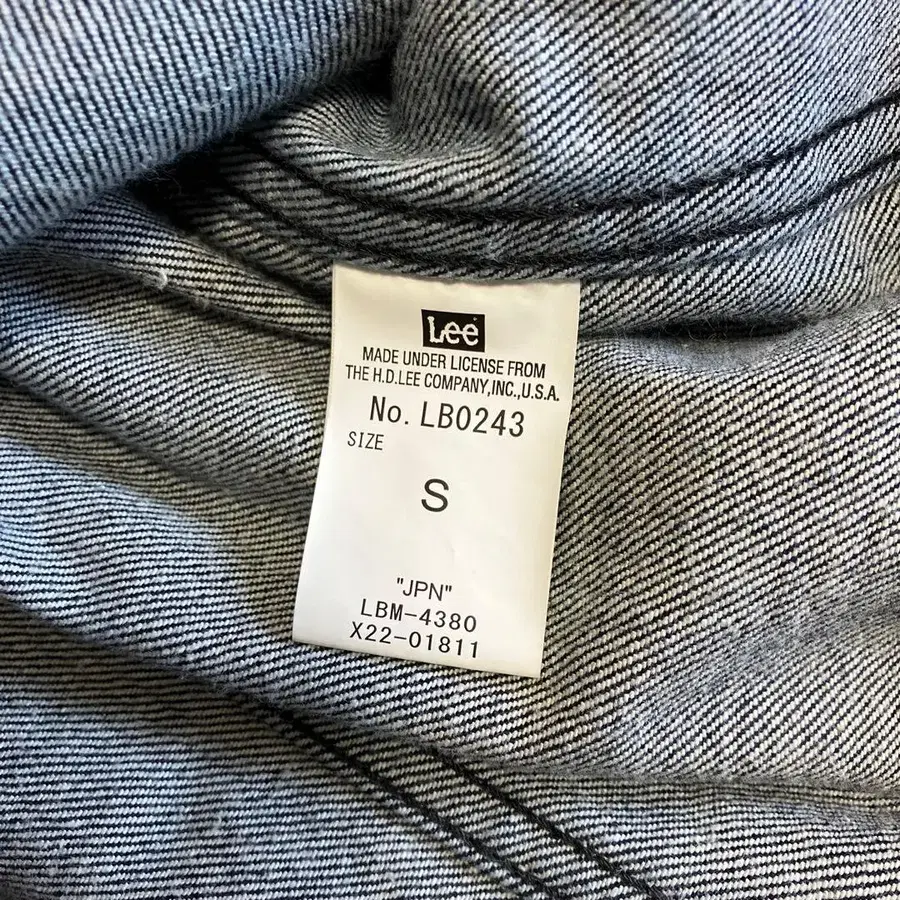 Lee
MADE UNDER LICENSE FROM
THE H.D.LEE COMPANY,INC.,U.S.A.
No. LB0243
SIZE
S
"JPN"
LBM-4380
X22-01811